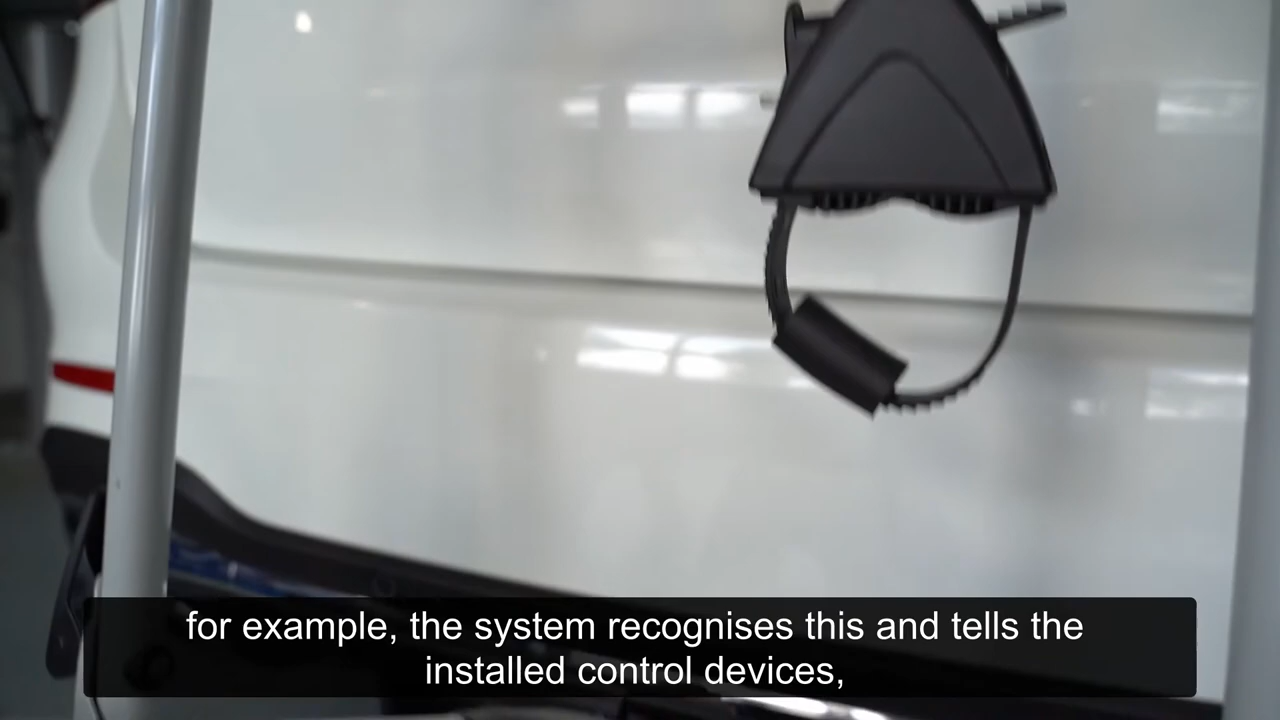 for example, the system recognises this and tells the
installed control devices,